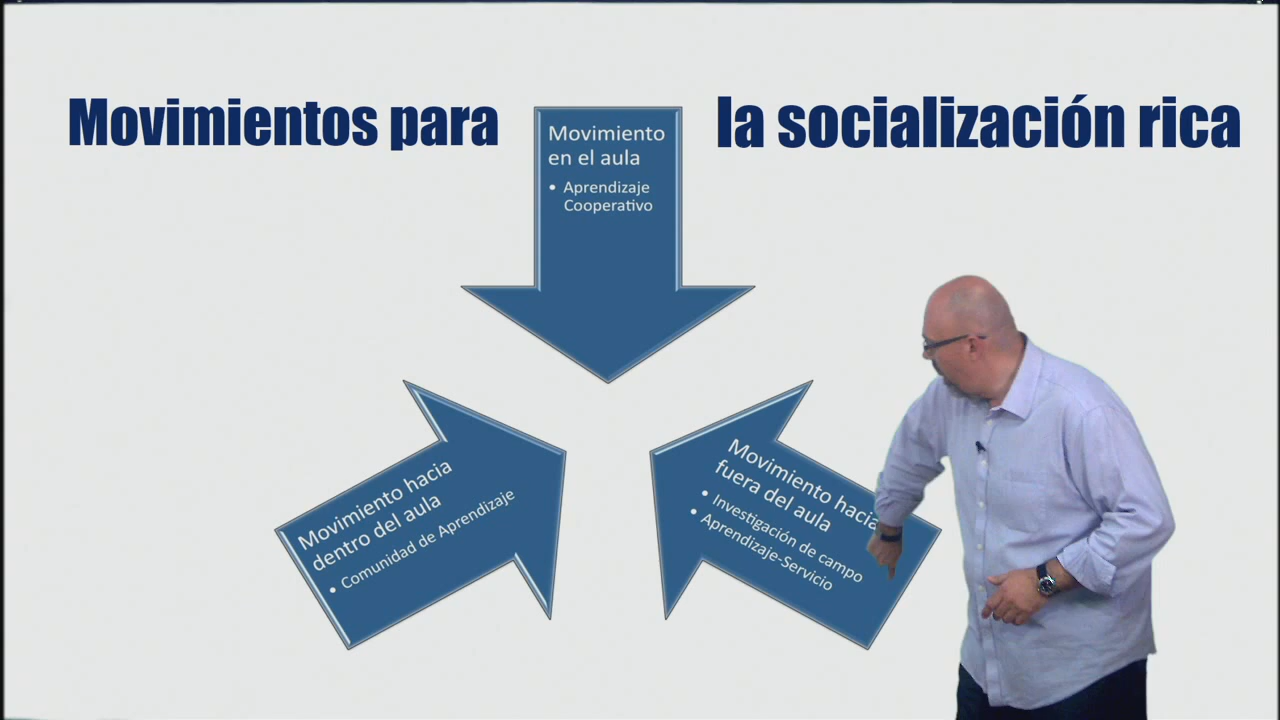 Movimientos para la socialización rica
Movimiento
en el aula
• Aprendizaje
Cooperativo
Movimiento hacia
dentro del aula
• Comunidad de Aprendizaje
Movimiento hacia
fuera del aula
• Investigación de campo
• Aprendizaje-Servicio